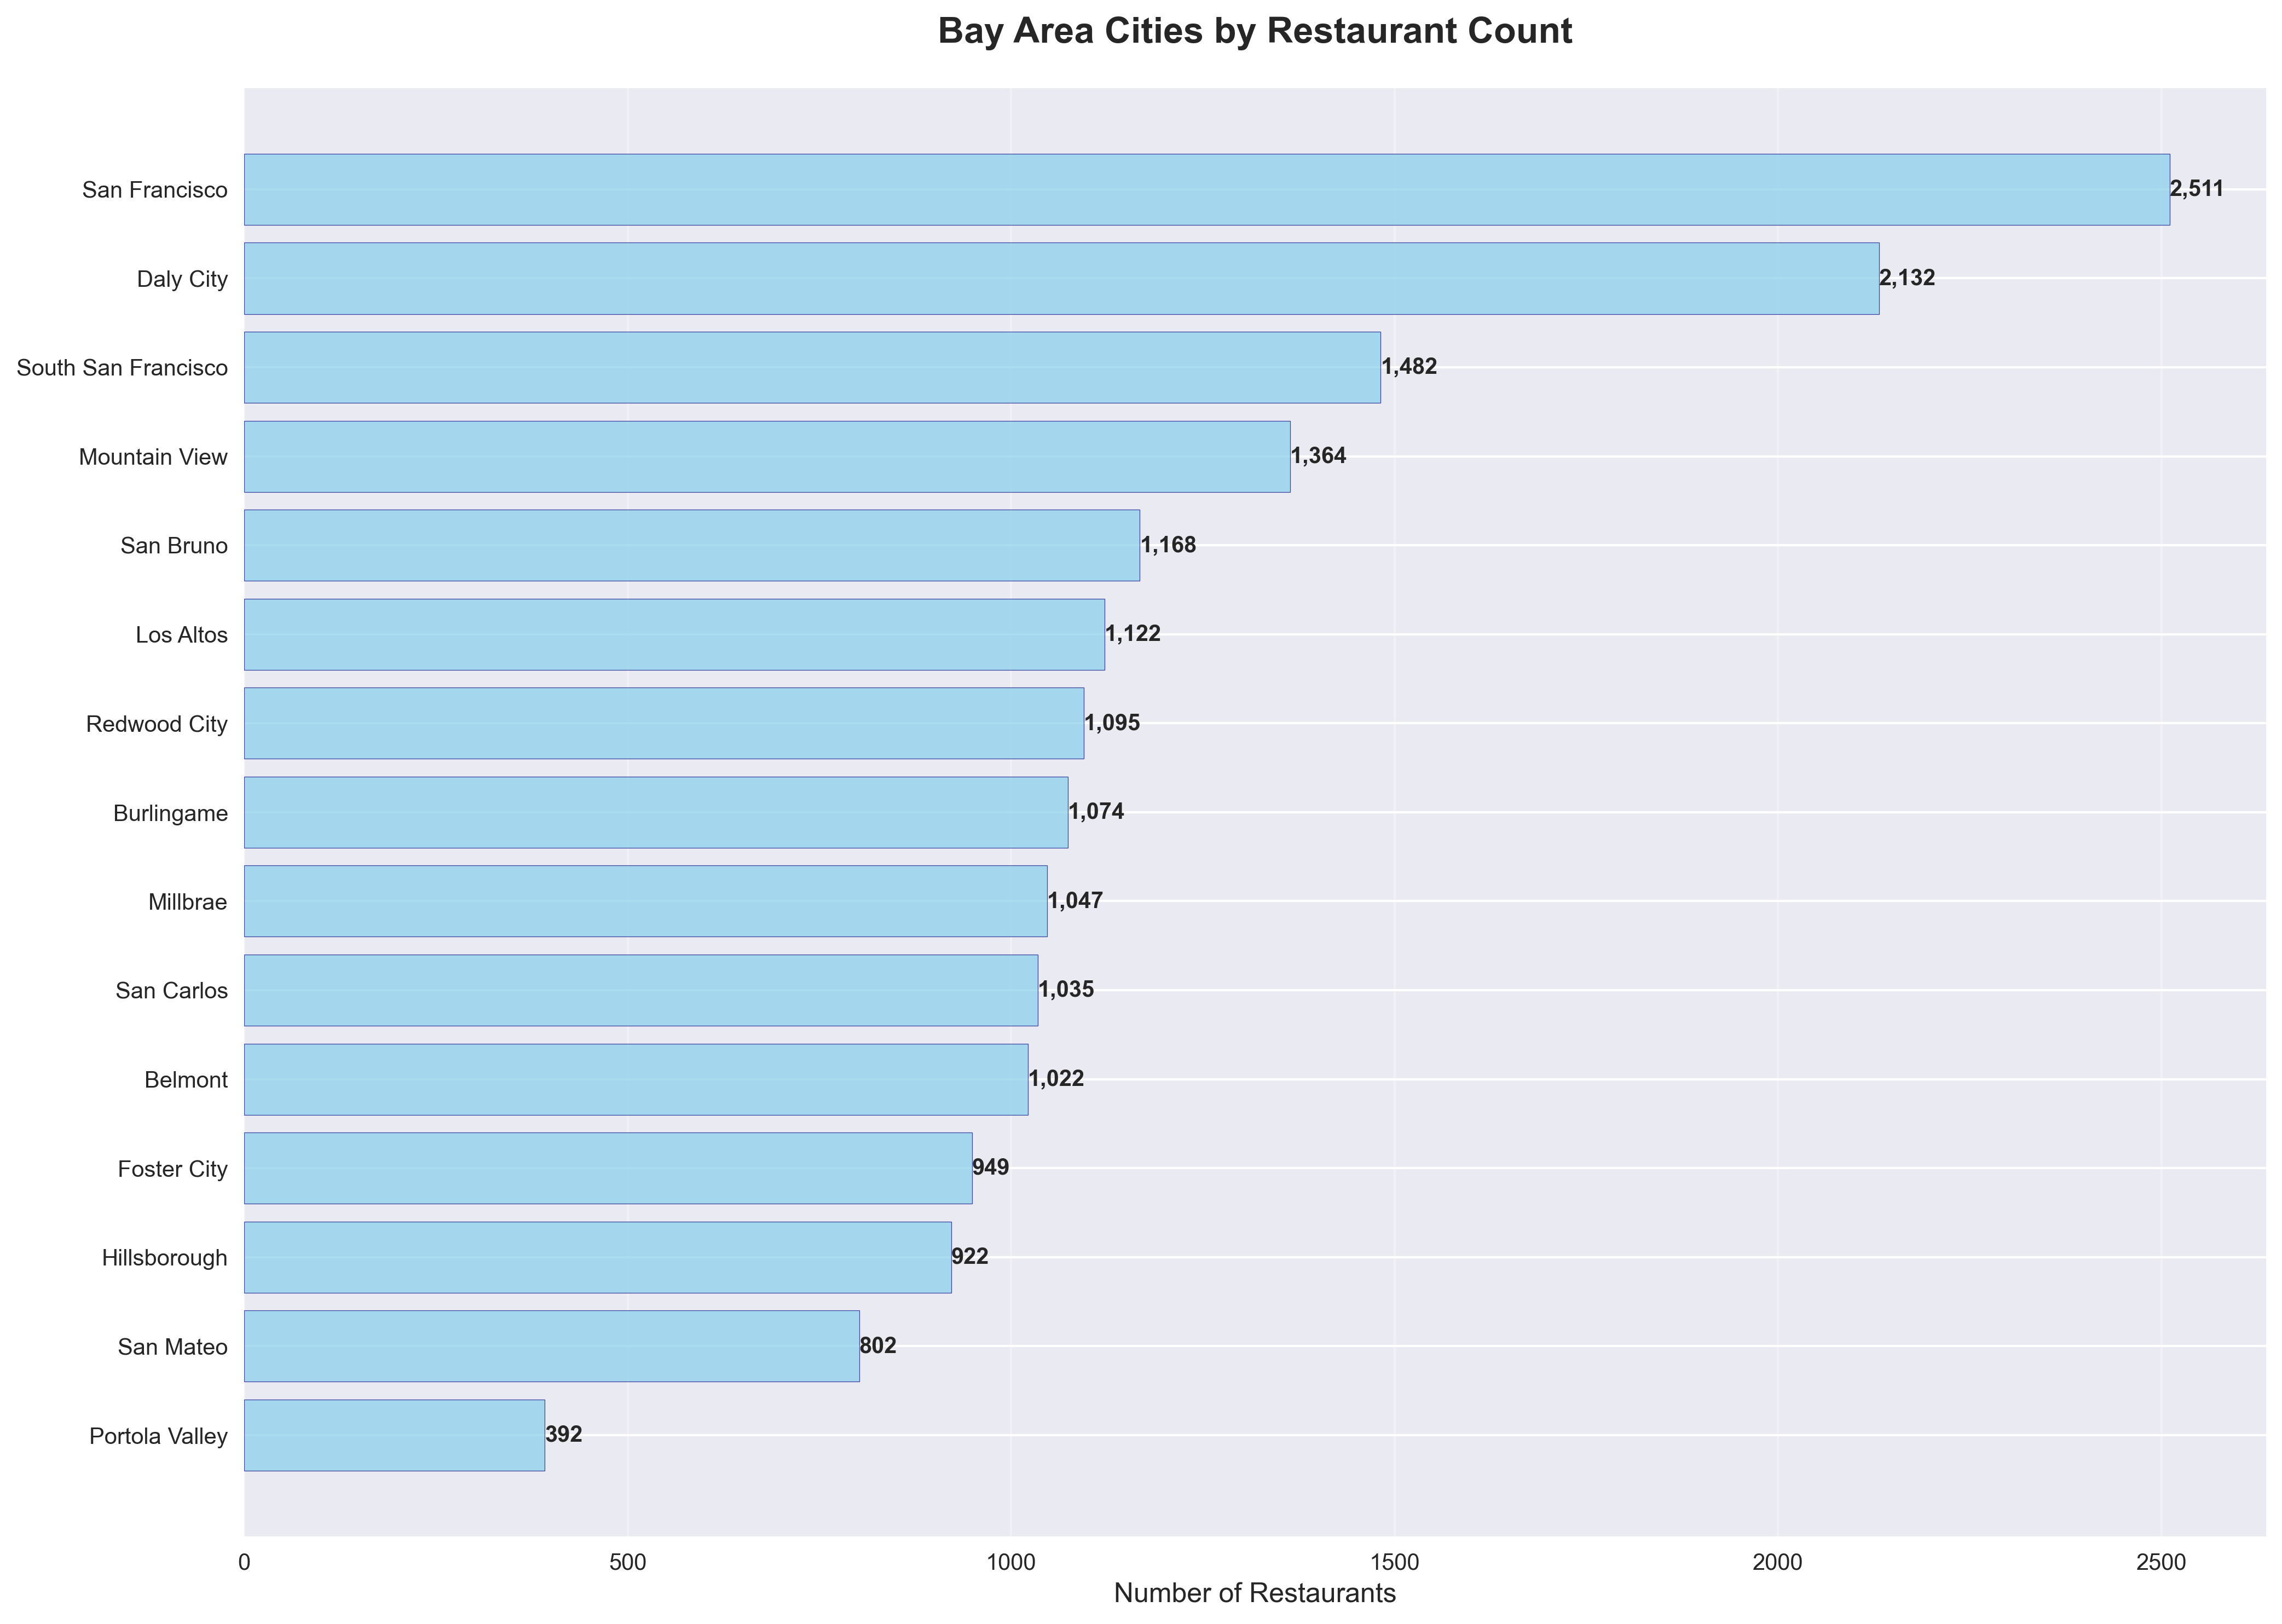 Bay Area Cities by Restaurant Count
San Francisco 2,511
Daly City 2,132
South San Francisco 1,482
Mountain View 1,364
San Bruno 1,168
Los Altos 1,122
Redwood City 1,095
Burlingame 1,074
Millbrae 1,047
San Carlos 1,035
Belmont 1,022
Foster City 949
Hillsborough 922
San Mateo 802
Portola Valley 392
0 500 1000 1500 2000 2500
Number of Restaurants